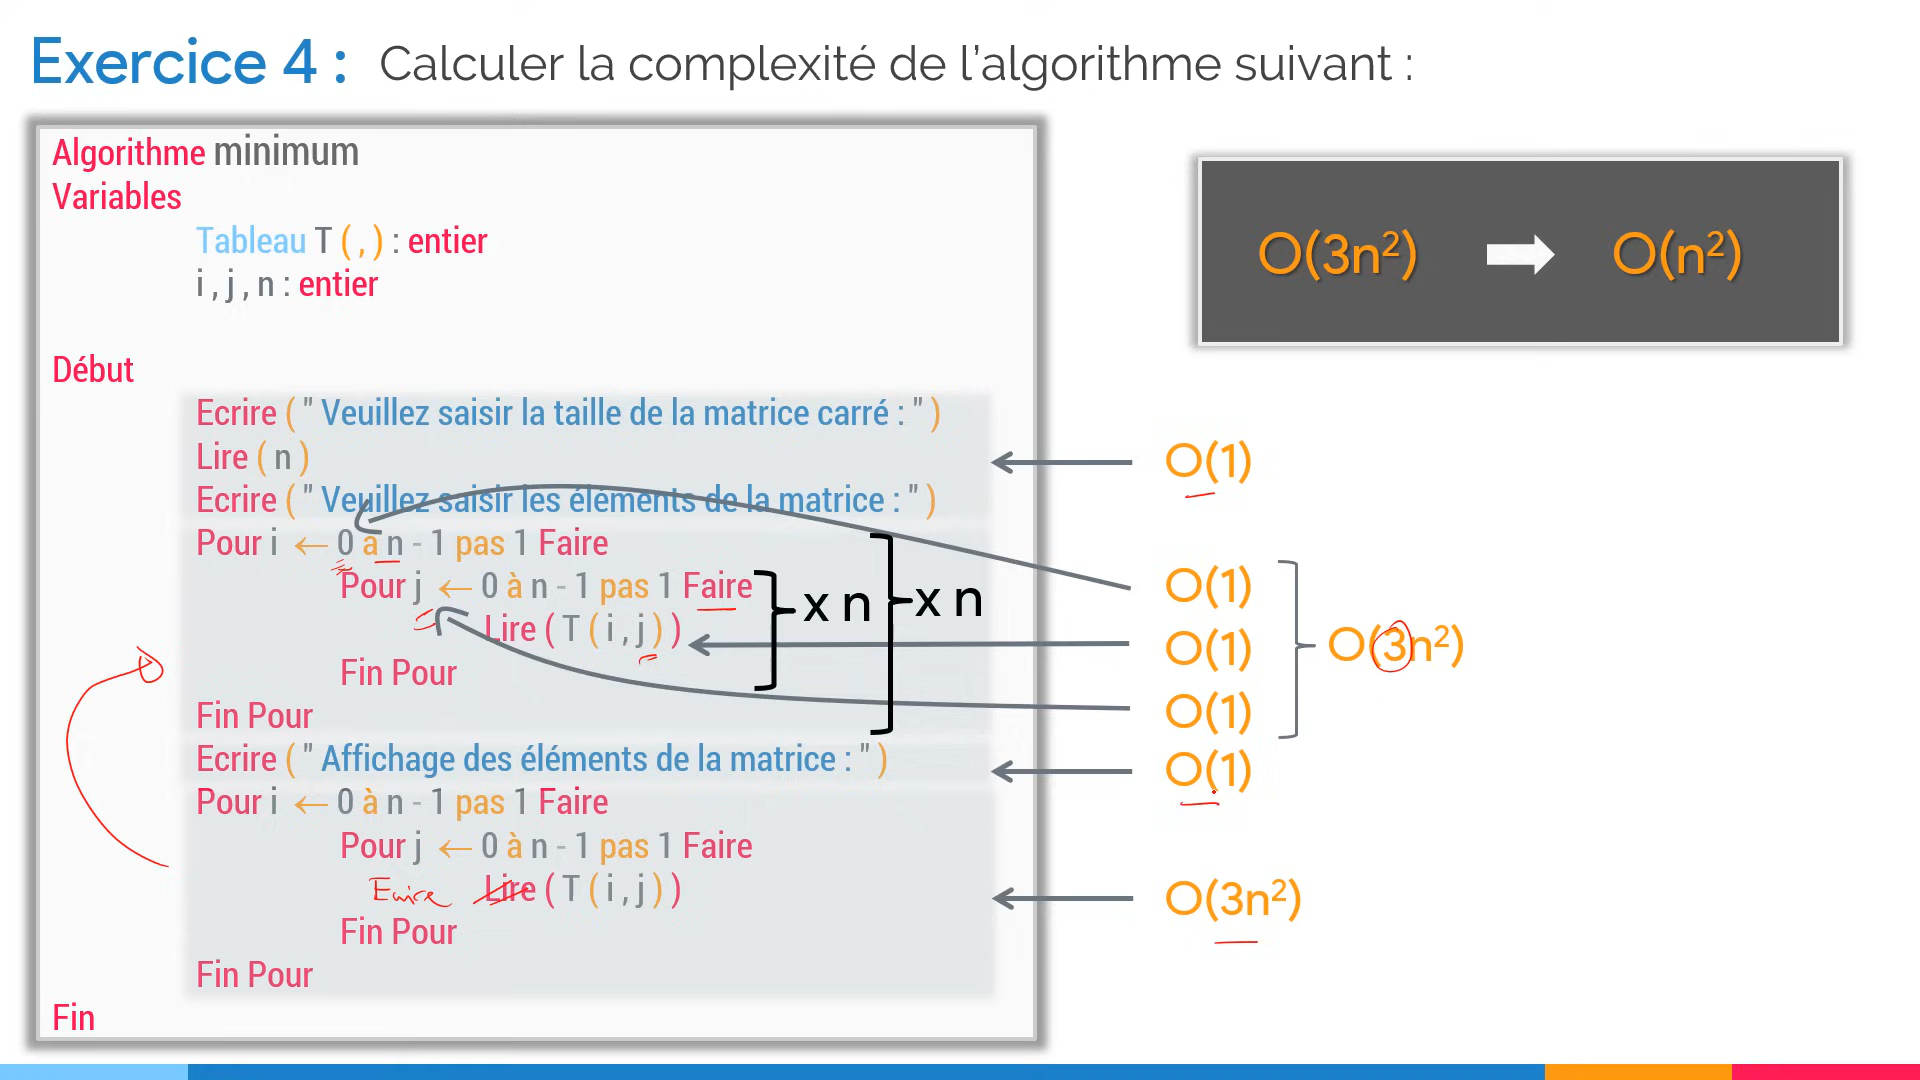 Exercice 4 : Calculer la complexité de l'algorithme suivant :
Algorithme minimum
Variables
Tableau T ( , ) : entier
i , j , n : entier
O(3n²) O(n²)
Début
Ecrire ( " Veuillez saisir la taille de la matrice carré : " )
Lire ( n )
O(1)
Ecrire ( " Veuillez saisir les éléments de la matrice : " )
Pour i ← 0 à n - 1 pas 1 Faire
O(1)
Pour j ← 0 à n - 1 pas 1 Faire
x n x n
Lire ( T ( i , j ) )
O(1) O(3n²)
Fin Pour
Fin Pour
O(1)
Ecrire ( " Affichage des éléments de la matrice : " )
O(1)
Pour i ← 0 à n - 1 pas 1 Faire
Pour j ← 0 à n - 1 pas 1 Faire
Lire ( T ( i , j ) )
O(3n²)
Fin Pour
Fin Pour
Fin